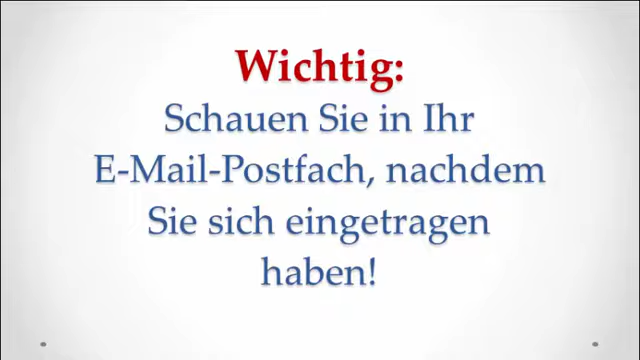 Wichtig:
Schauen Sie in Ihr
E-Mail-Postfach, nachdem
Sie sich eingetragen
haben!